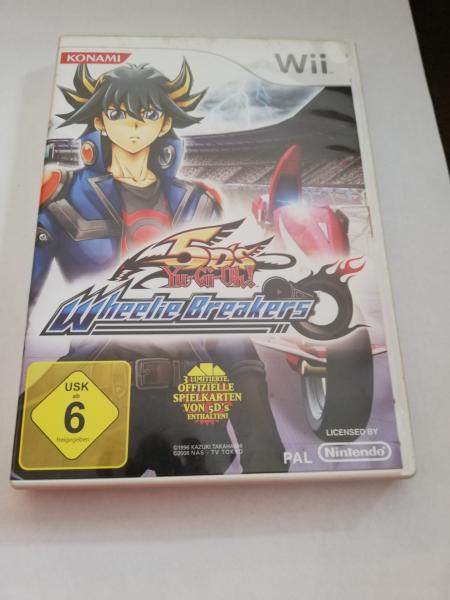 KONAMI
Wii
5D's
Yu-Gi-Oh!
Wheelie Breakers
USK
ab
6
freigegeben
3 LIMITIERTE,
OFFIZIELLE
SPIELKARTEN
VON 5D's
ENTHALTEN!
©1996 KAZUKI TAKAHASHI
©2008 NAS • TV TOKYO
LICENSED BY
PAL
Nintendo